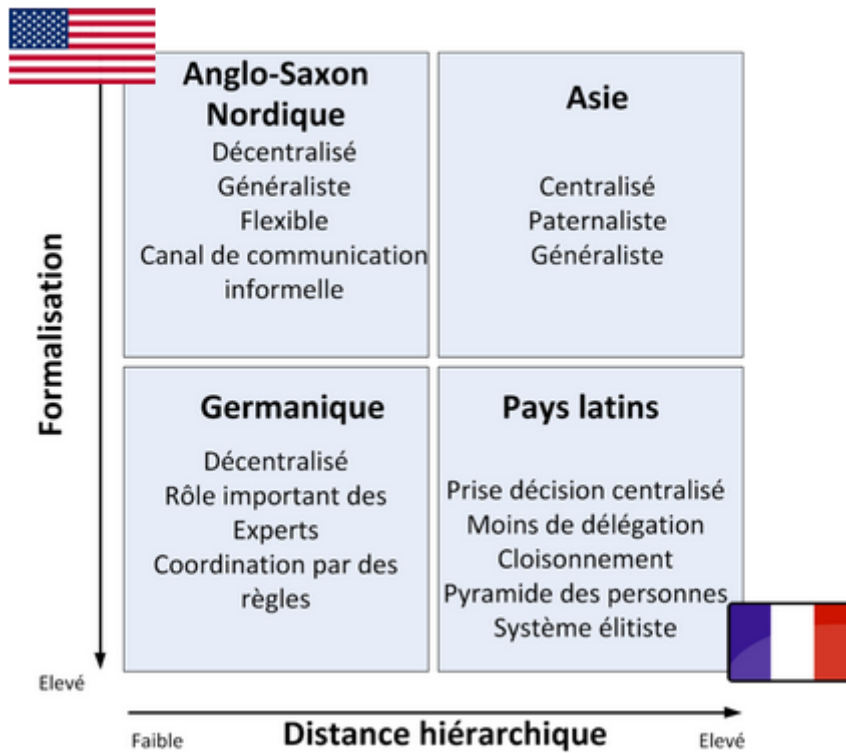 Anglo-Saxon
Nordique
Décentralisé
Généraliste
Flexible
Canal de communication
informelle
Asie
Centralisé
Paternaliste
Généraliste
Formalisation
Germanique
Décentralisé
Rôle important des
Experts
Coordination par des
règles
Pays latins
Prise décision centralisé
Moins de délégation
Cloisonnement
Pyramide des personnes
Système élitiste
Elevé
Faible
Distance hiérarchique
Elevé